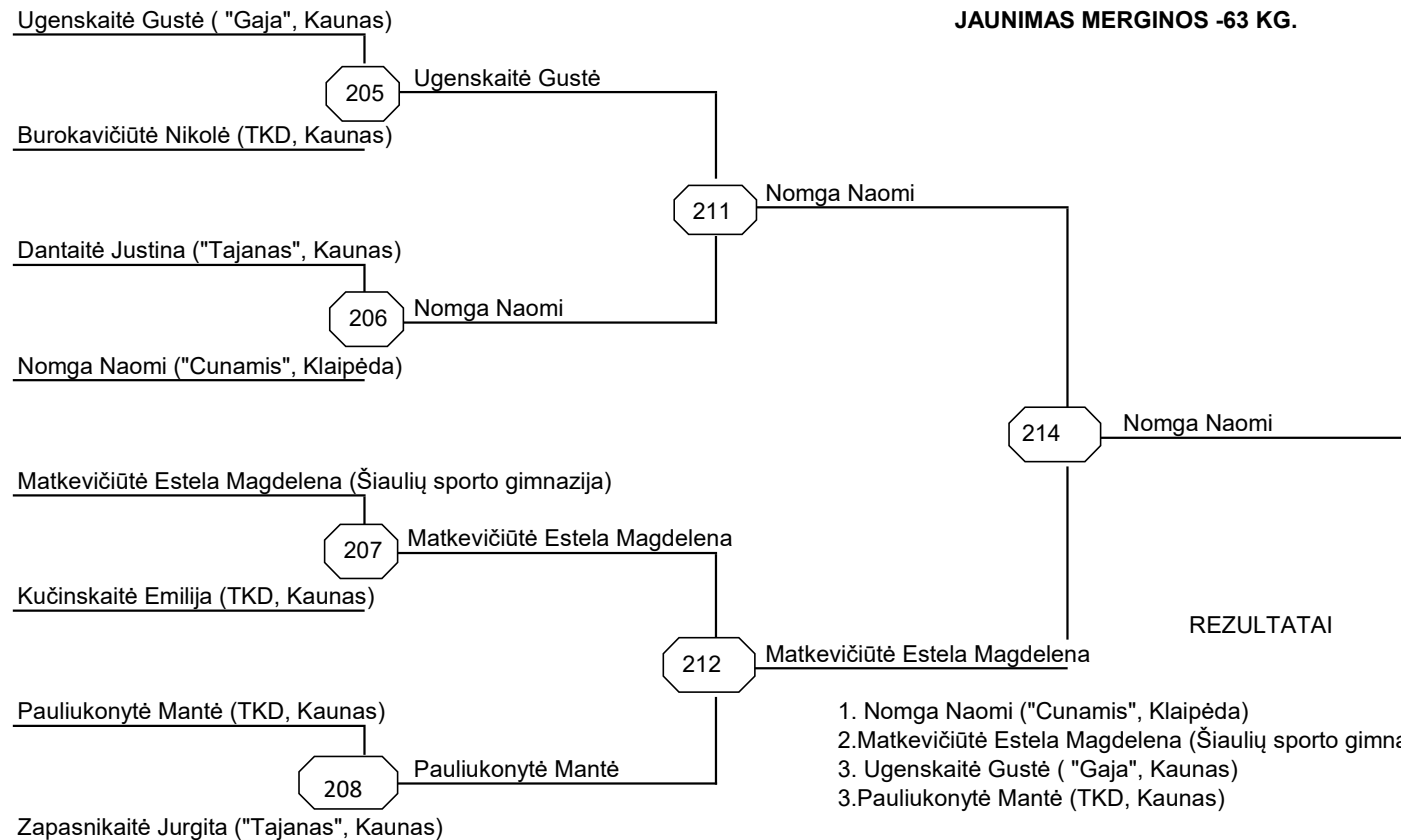 Ugenskaitė Gustė ( "Gaja", Kaunas)
JAUNIMAS MERGINOS -63 KG.
205
Ugenskaitė Gustė
Burokavičiūtė Nikolė (TKD, Kaunas)
211
Nomga Naomi
Dantaitė Justina ("Tajanas", Kaunas)
206
Nomga Naomi
Nomga Naomi ("Cunamis", Klaipėda)
214
Nomga Naomi
Matkevičiūtė Estela Magdelena (Šiaulių sporto gimnazija)
207
Matkevičiūtė Estela Magdelena
Kučinskaitė Emilija (TKD, Kaunas)
REZULTATAI
212
Matkevičiūtė Estela Magdelena
Pauliukonytė Mantė (TKD, Kaunas)
208
Pauliukonytė Mantė
Zapasnikaitė Jurgita ("Tajanas", Kaunas)
1. Nomga Naomi ("Cunamis", Klaipėda)
2.Matkevičiūtė Estela Magdelena (Šiaulių sporto
3. Ugenskaitė Gustė ( "Gaja", Kaunas)
3.Pauliukonytė Mantė (TKD, Kaunas)